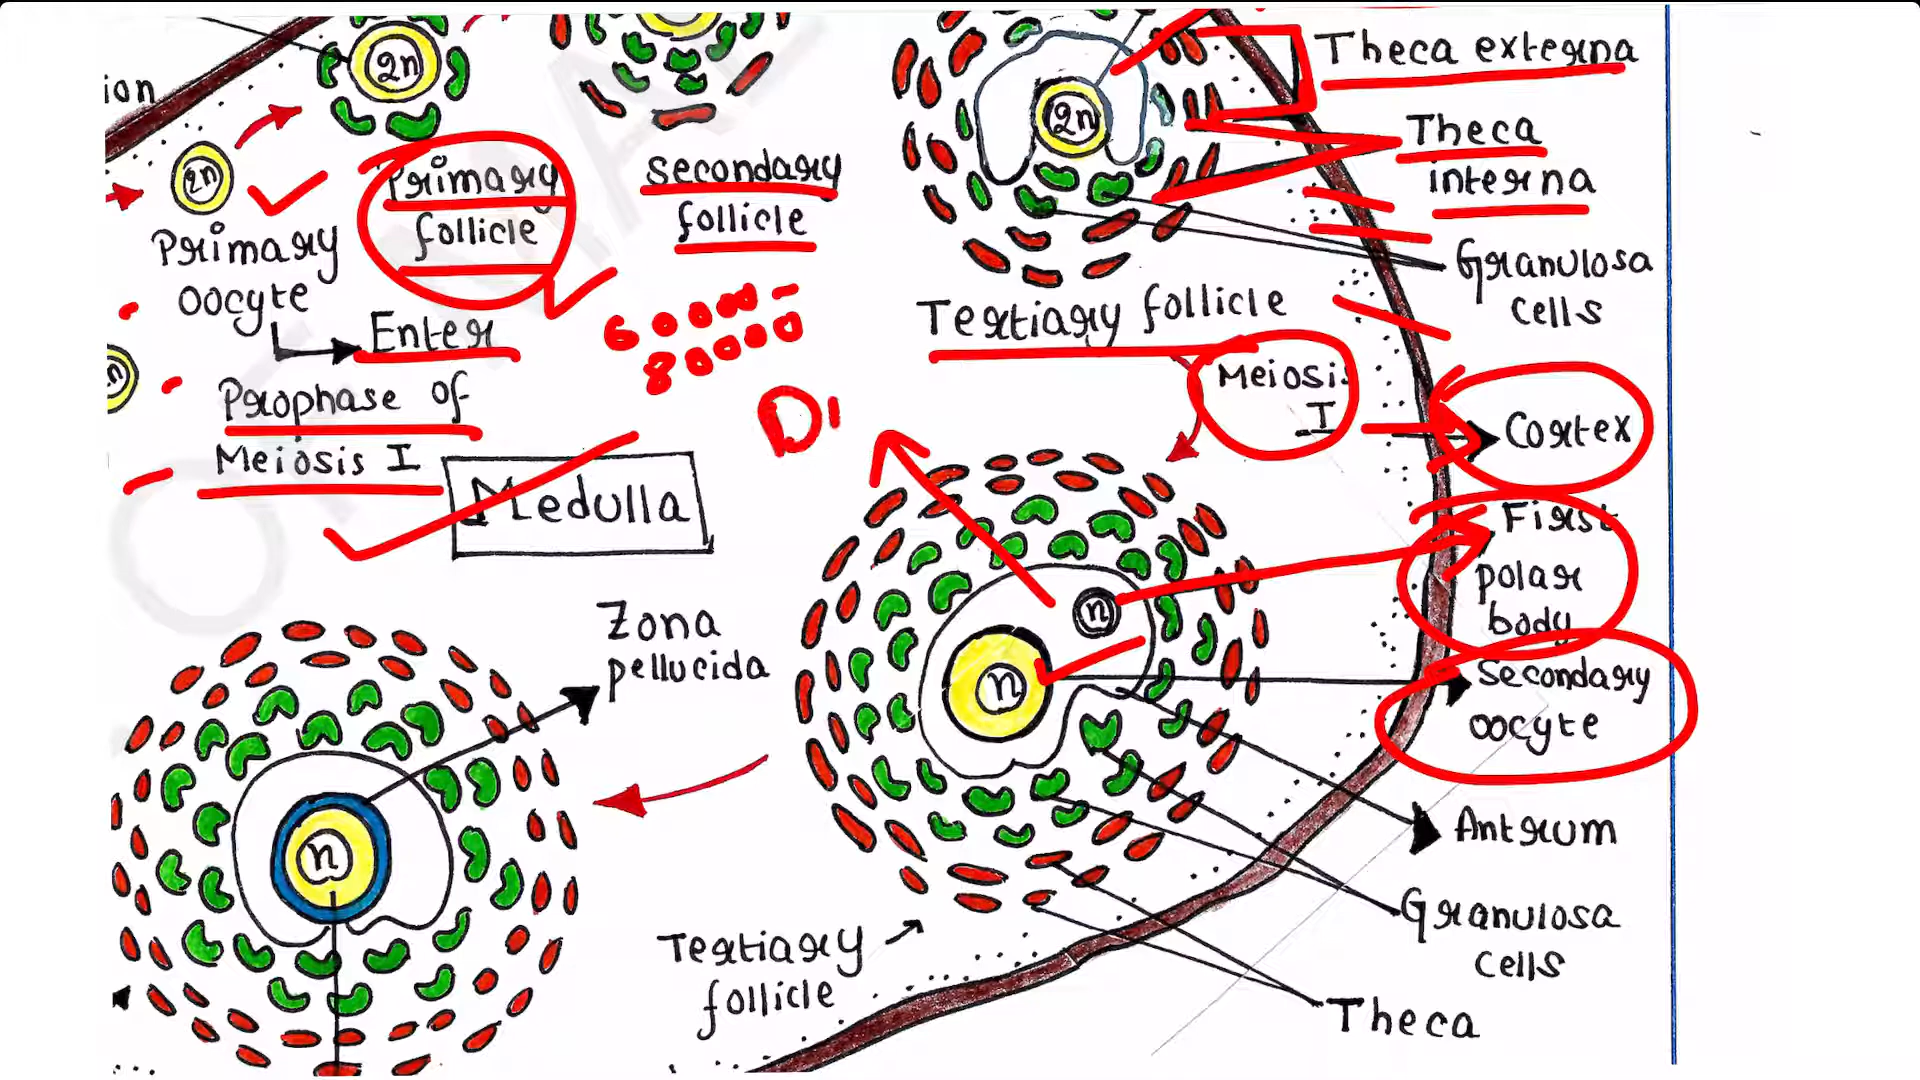 ion
2n
2n
Primary
oocyte
Enter
Prophase of
Meiosis I
Primary
follicle
secondary
follicle
60000-
80000
2n
Theca externa
Theca
interna
Granulosa
cells
Tertiary follicle
Meiosis
I
Cortex
Medulla
n
n
First
polar
body
secondary
oocyte
Zona
pellucida
n
Antrum
Granulosa
cells
Tertiary
follicle
Theca